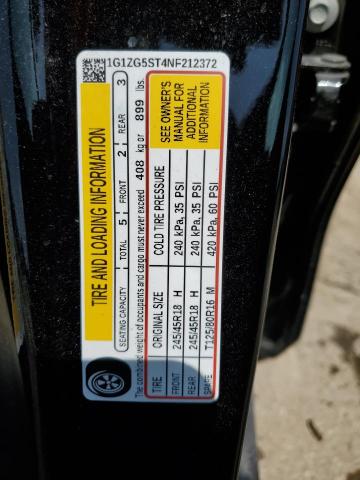 1G1ZG5ST4NF212372
TIRE AND LOADING INFORMATION
SEATING CAPACITY TOTAL 5 FRONT 2 REAR 3
The combined weight of occupants and cargo must never exceed 408 kg or 899 lbs.
TIRE ORIGINAL SIZE COLD TIRE PRESSURE
FRONT 245/45R18 H 240 kPa, 35 PSI
REAR 245/45R18 H 240 kPa, 35 PSI
SPARE T125/80R16 M 420 kPa, 60 PSI
SEE OWNER'S
MANUAL FOR
ADDITIONAL
INFORMATION